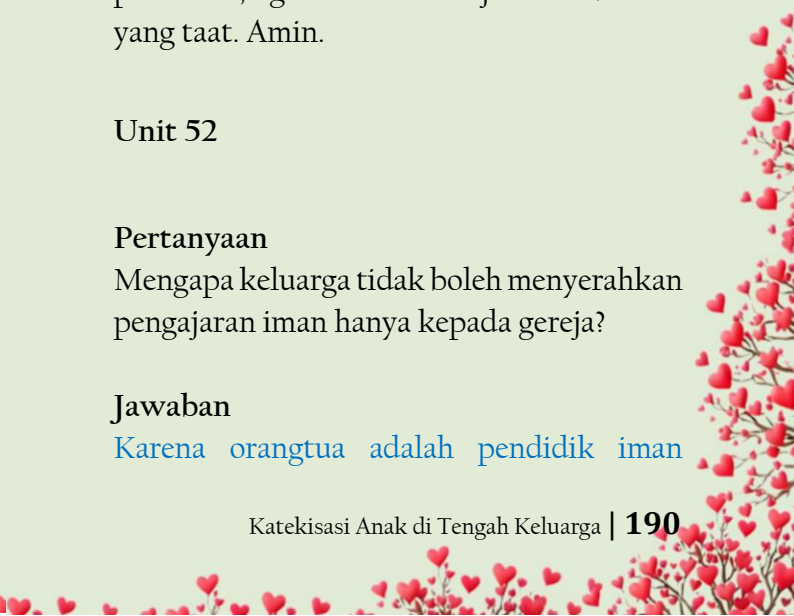 yang taat. Amin.
Unit 52
Pertanyaan
Mengapa keluarga tidak boleh menyerahkan
pengajaran iman hanya kepada gereja?
Jawaban
Karena orangtua adalah pendidik iman
Katekisasi Anak di Tengah Keluarga | 190